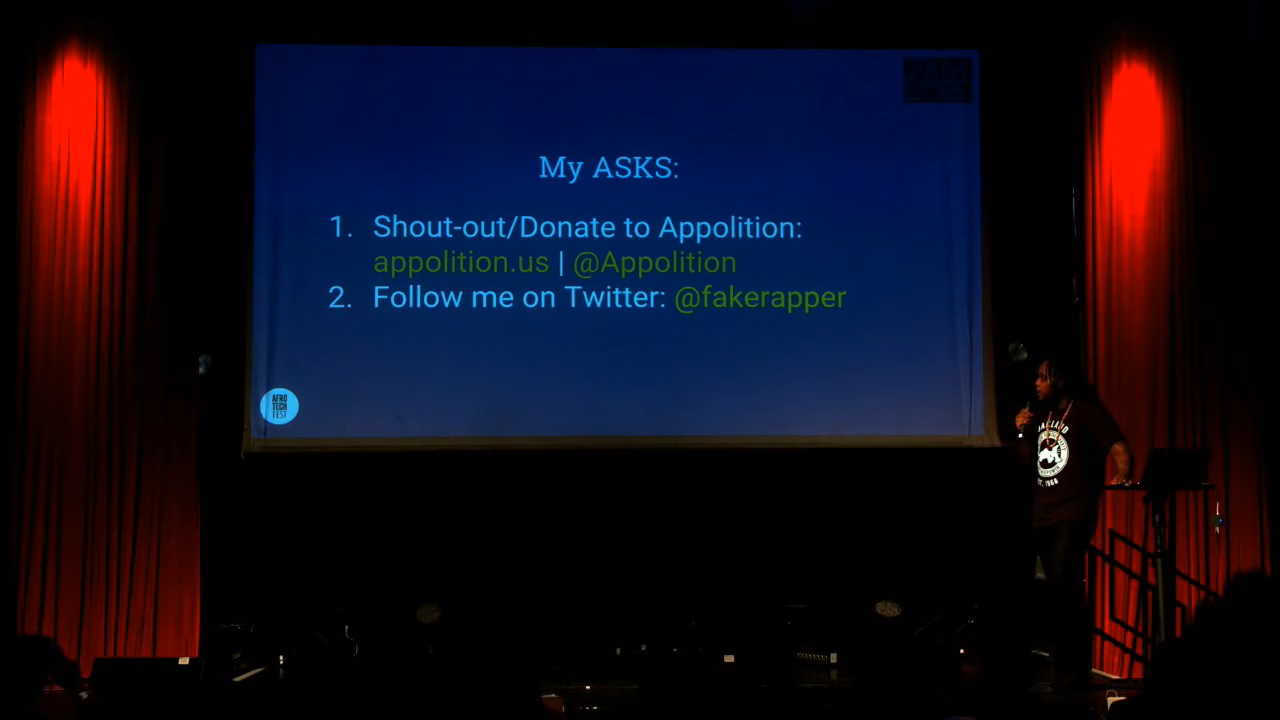 My ASKS:
1. Shout-out/Donate to Appolition:
appolition.us | @Appolition
2. Follow me on Twitter: @fakerapper
AFRO
TECH
FEST